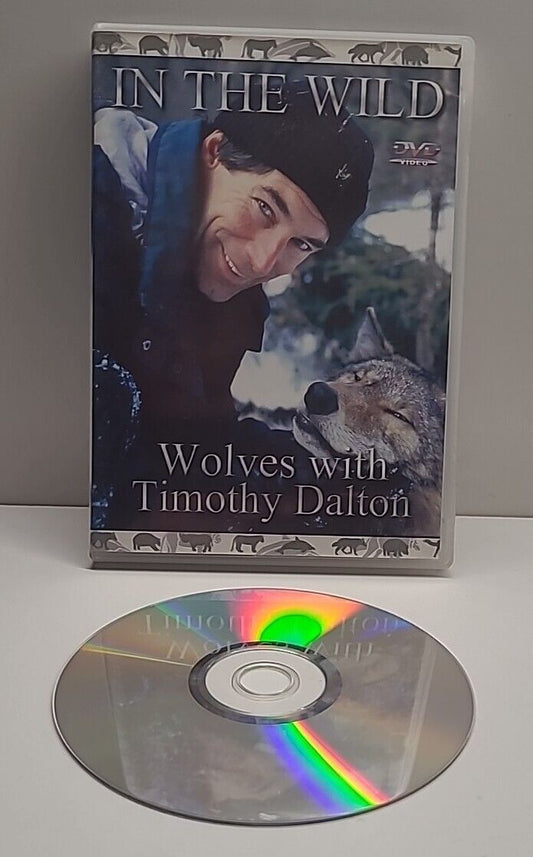 IN THE WILD
DVD
VIDEO
Wolves with
Timothy Dalton